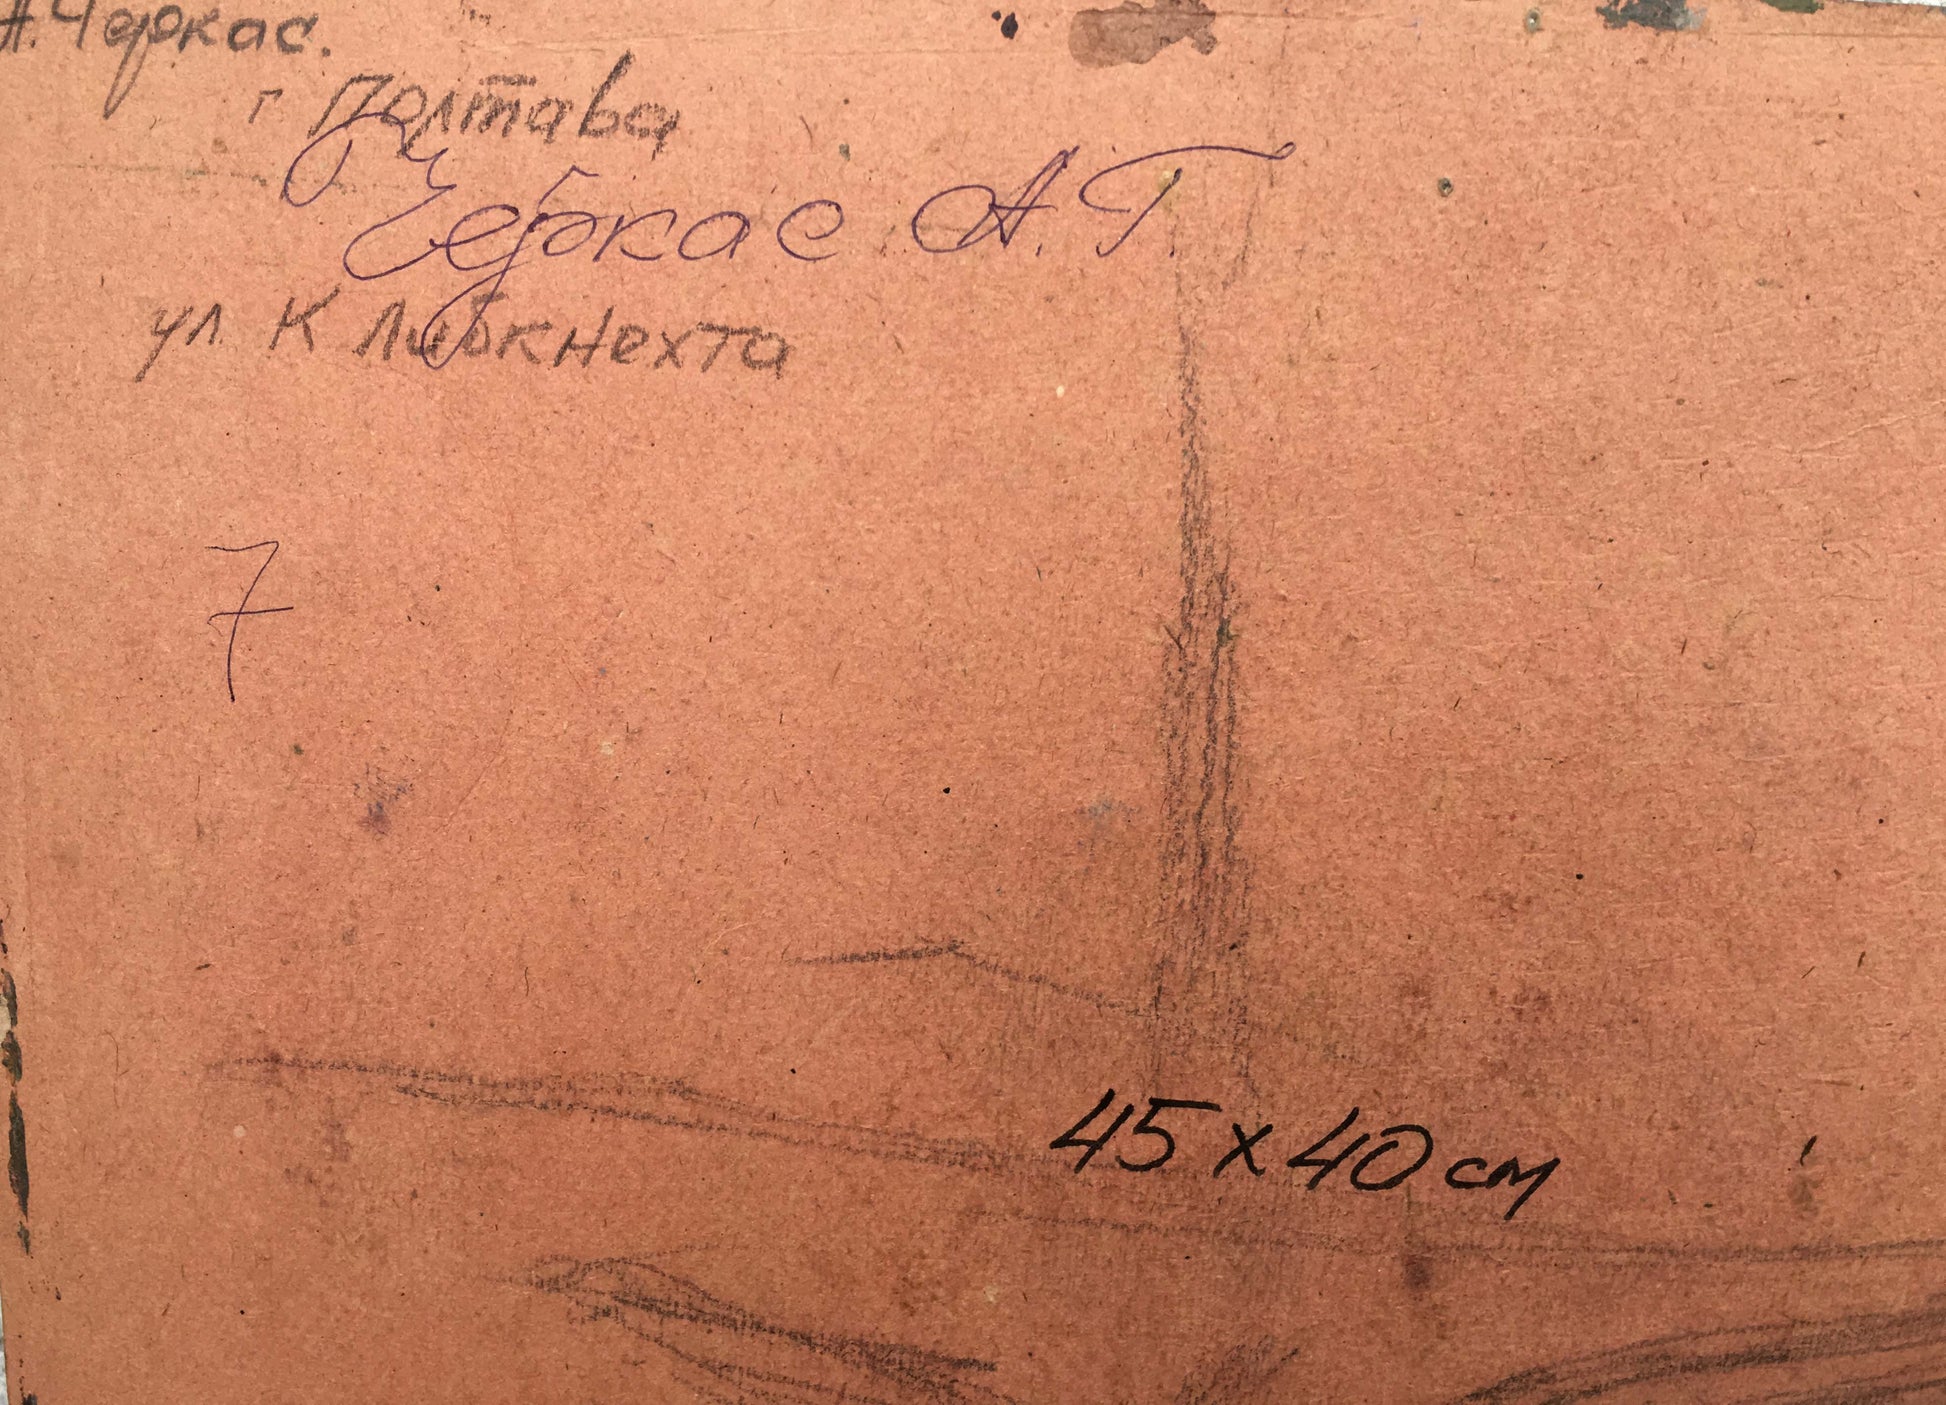 А. Черкас.
г Полтава
Черкас А.Г.
ул. К Либкнехта
7
45 х 40 см